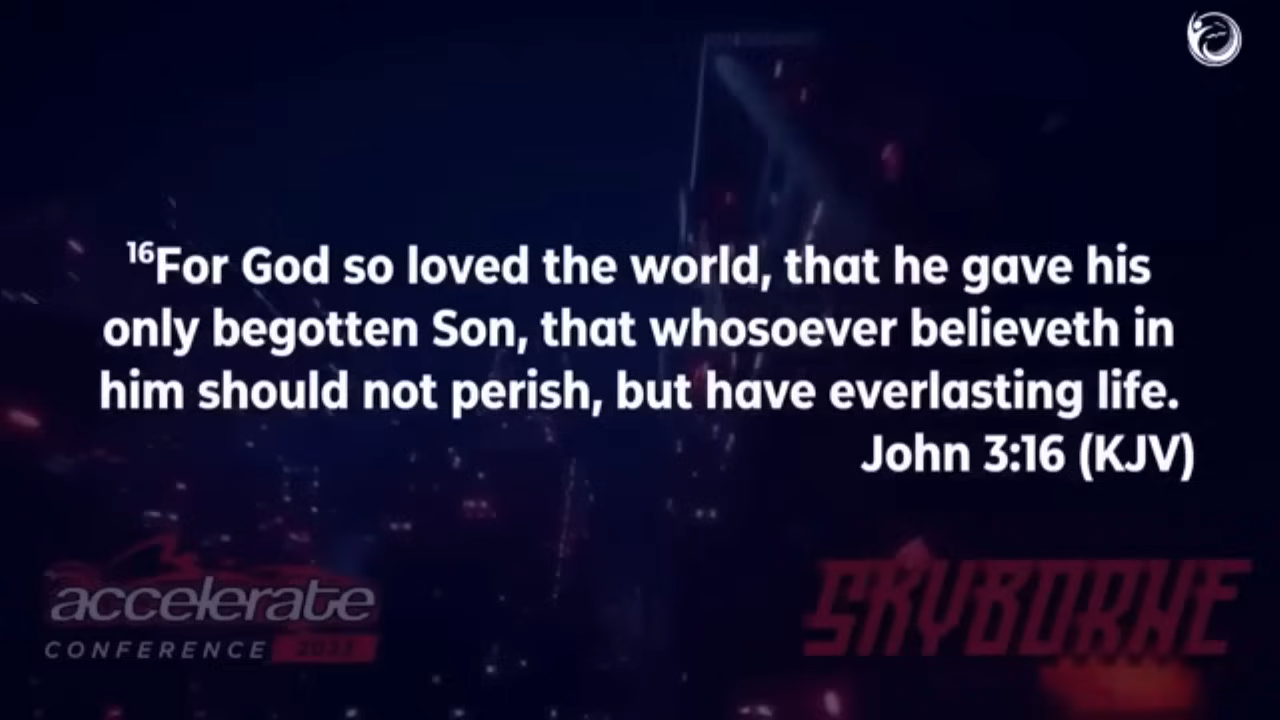 ¹⁶For God so loved the world, that he gave his
only begotten Son, that whosoever believeth in
him should not perish, but have everlasting life.
John 3:16 (KJV)
accelerate
CONFERENCE
SKYBORNE